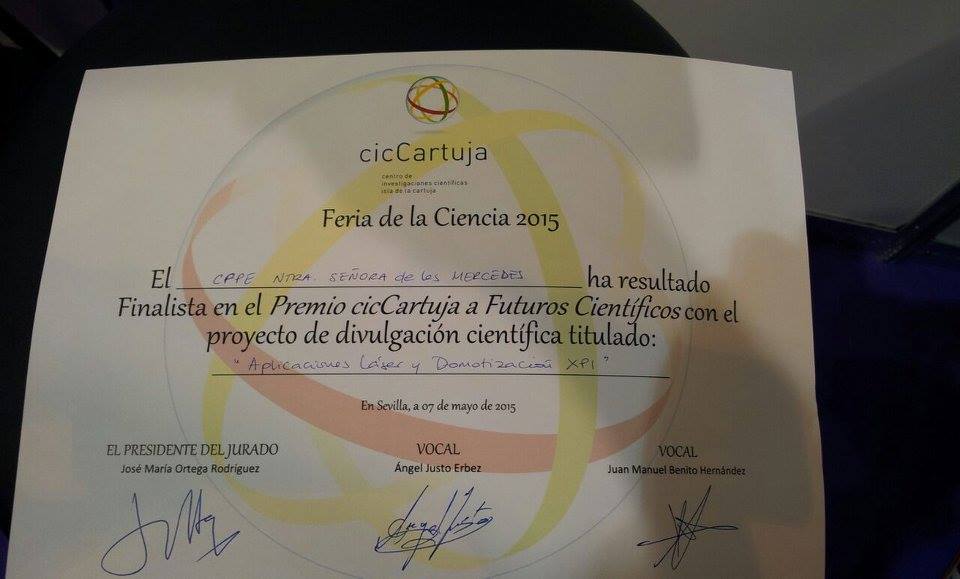 cicCartuja
centro de
investigaciones científicas
isla de la cartuja
Feria de la Ciencia 2015
El CPPE NTRA. SEÑORA de las MERCEDES ha resultado
Finalista en el Premio cicCartuja a Futuros Científicos con el
proyecto de divulgación científica titulado:
"Aplicaciones Láser y Domotización XPI"
En Sevilla, a 07 de mayo de 2015
EL PRESIDENTE DEL JURADO VOCAL VOCAL
José María Ortega Rodríguez Ángel Justo Erbez Juan Manuel Benito Hernández